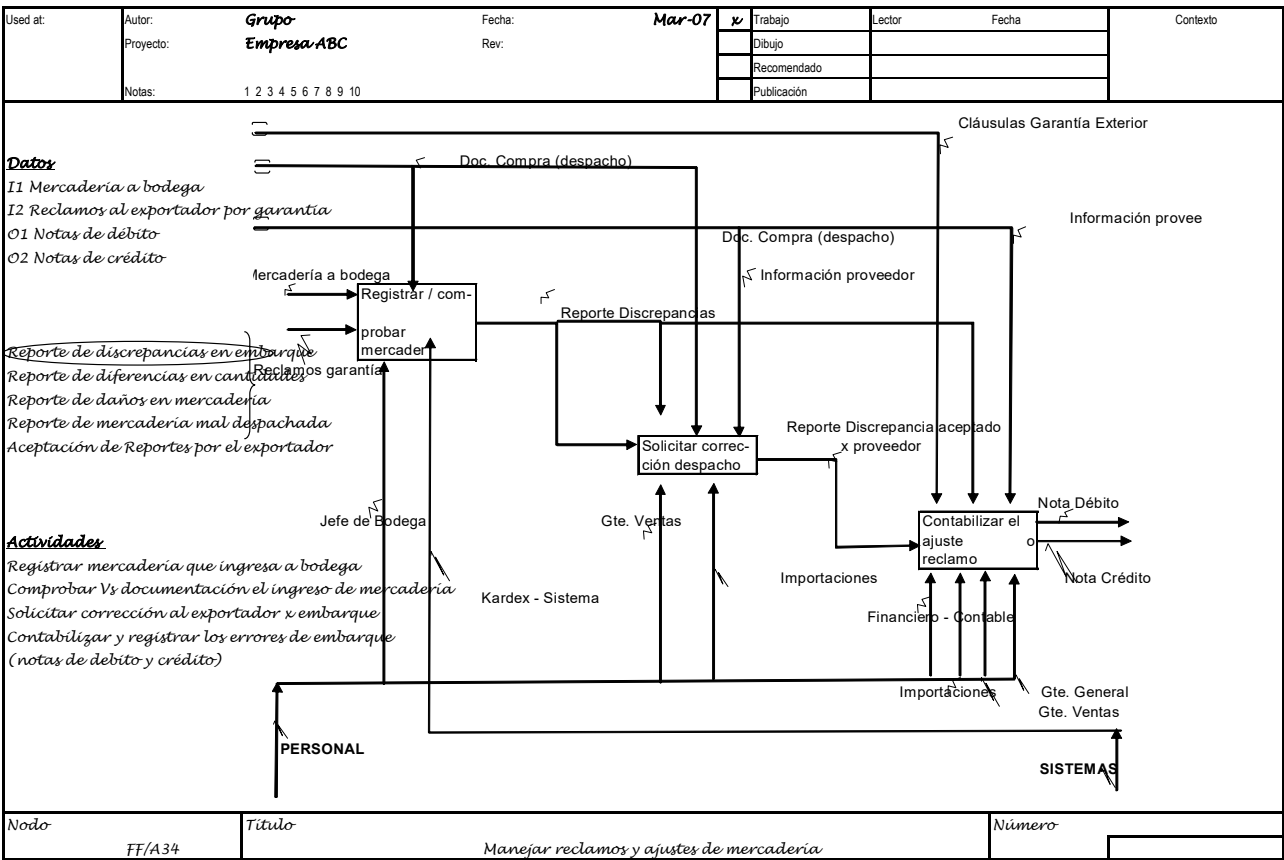 Used at:
Autor: Grupo Fecha: Mar-07 x Trabajo Lector Fecha Contexto
Proyecto: Empresa ABC Rev: Dibujo
Recomendado
Notas: 1 2 3 4 5 6 7 8 9 10 Publicación
Cláusulas Garantía Exterior
Datos
Doc. Compra (despacho)
I1 Mercadería a bodega
I2 Reclamos al exportador por garantía
O1 Notas de débito
O2 Notas de crédito
Información provee
Doc. Compra (despacho)
Mercadería a bodega
Información proveedor
Registrar / com-
probar
mercader
Reporte Discrepancias
Reclamos garantía
Reporte de discrepancias en embarque
Reporte de diferencias en cantidades
Reporte de daños en mercadería
Reporte de mercadería mal despachada
Aceptación de Reportes por el exportador
Reporte Discrepancia aceptado
x proveedor
Solicitar correc-
ción despacho
Jefe de Bodega
Gte. Ventas
Nota Débito
Contabilizar el
ajuste o
reclamo
Nota Crédito
Actividades
Registrar mercadería que ingresa a bodega
Comprobar Vs documentación el ingreso de mercadería
Solicitar corrección al exportador x embarque
Contabilizar y registrar los errores de embarque
(notas de debito y crédito)
Kardex - Sistema
Importaciones
Financiero - Contable
Importaciones
Gte. General
Gte. Ventas
PERSONAL
SISTEMAS
Nodo Título Número
FF/A34 Manejar reclamos y ajustes de mercadería